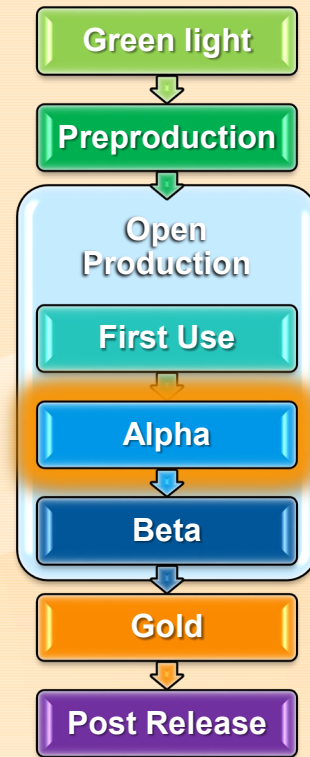 Green light
Preproduction
Open
Production
First Use
Alpha
Beta
Gold
Post Release